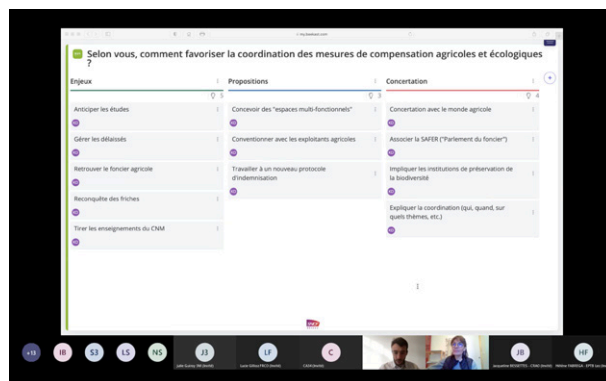 Selon vous, comment favoriser la coordination des mesures de compensation agricoles et écologiques
?
Enjeux
5
Anticiper les études
Gérer les délaissés
Retrouver le foncier agricole
Reconquête des friches
Tirer les enseignements du CNM
Propositions
3
Concevoir des "espaces multi-fonctionnels"
Conventionner avec les exploitants agricoles
Travailler à un nouveau protocole
d'indemnisation
Concertation
4
Concertation avec le monde agricole
Associer la SAFER ("Parlement du foncier")
Impliquer les institutions de préservation de
la biodiversité
Expliquer la coordination (qui, quand, sur
quels thèmes, etc.)
SNCF
+13
IB
S3
LS
NS
J3
LF
C
JB
HF